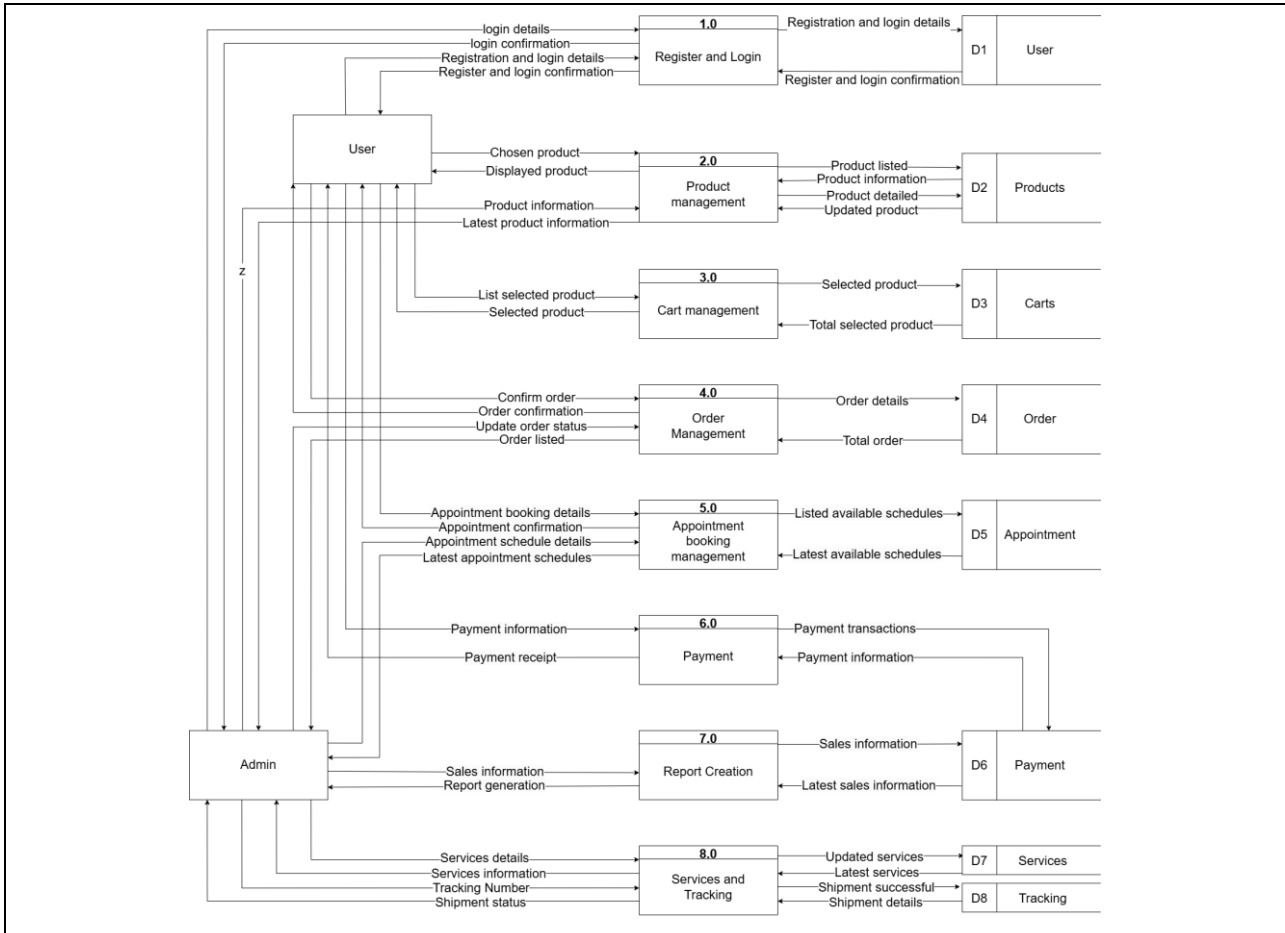 login details
1.0
Registration and login details
login confirmation
Registration and login details
Register and Login
D1
User
Register and login confirmation
Register and login confirmation
User
Chosen product
2.0
Product listed
Displayed product
Product information
Product
management
D2
Products
Product detailed
Product information
Updated product
Latest product information
z
3.0
Selected product
List selected product
Cart management
D3
Carts
Selected product
Total selected product
Confirm order
4.0
Order details
Order confirmation
Order
Management
D4
Order
Update order status
Order listed
Total order
Appointment booking details
5.0
Listed available schedules
Appointment confirmation
Appointment
booking
management
D5
Appointment
Appointment schedule details
Latest appointment schedules
Latest available schedules
Payment information
6.0
Payment transactions
Payment receipt
Payment
Payment information
Admin
7.0
Sales information
Sales information
Report Creation
D6
Payment
Report generation
Latest sales information
Services details
8.0
Updated services
D7
Services
Services information
Latest services
Services and
Tracking
Tracking Number
Shipment successful
D8
Tracking
Shipment status
Shipment details